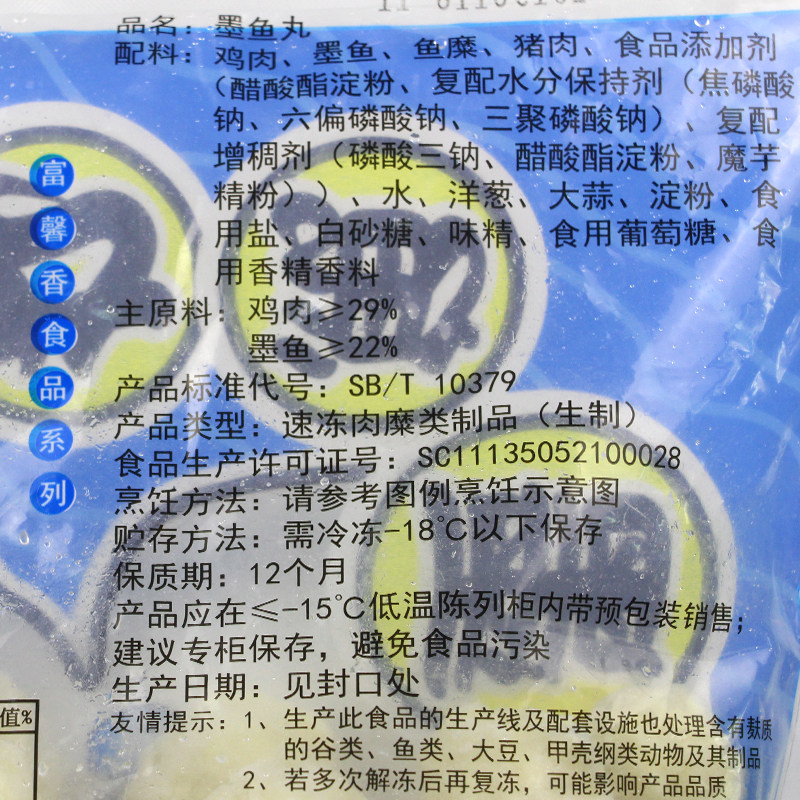 品名：墨鱼丸
配料：鸡肉、墨鱼、鱼糜、猪肉、食品添加剂
（醋酸酯淀粉、复配水分保持剂（焦磷酸
钠、六偏磷酸钠、三聚磷酸钠）、复配
增稠剂（磷酸三钠、醋酸酯淀粉、魔芋
精粉））、水、洋葱、大蒜、淀粉、食
用盐、白砂糖、味精、食用葡萄糖、食
用香精香料
主原料：鸡肉≥29%
墨鱼≥22%
产品标准代号：SB/T 10379
产品类型：速冻肉糜类制品（生制）
食品生产许可证号：SC11135052100028
烹饪方法：请参考图例烹饪示意图
贮存方法：需冷冻-18℃以下保存
保质期：12个月
产品应在≤-15℃低温陈列柜内带预包装销售；
建议专柜保存，避免食品污染
生产日期：见封口处
友情提示：1、生产此食品的生产线及配套设施也处理含有麸质
的谷类、鱼类、大豆、甲壳纲类动物及其制品
2、若多次解冻后再复冻，可能影响产品品质
富馨香食品系列
值%